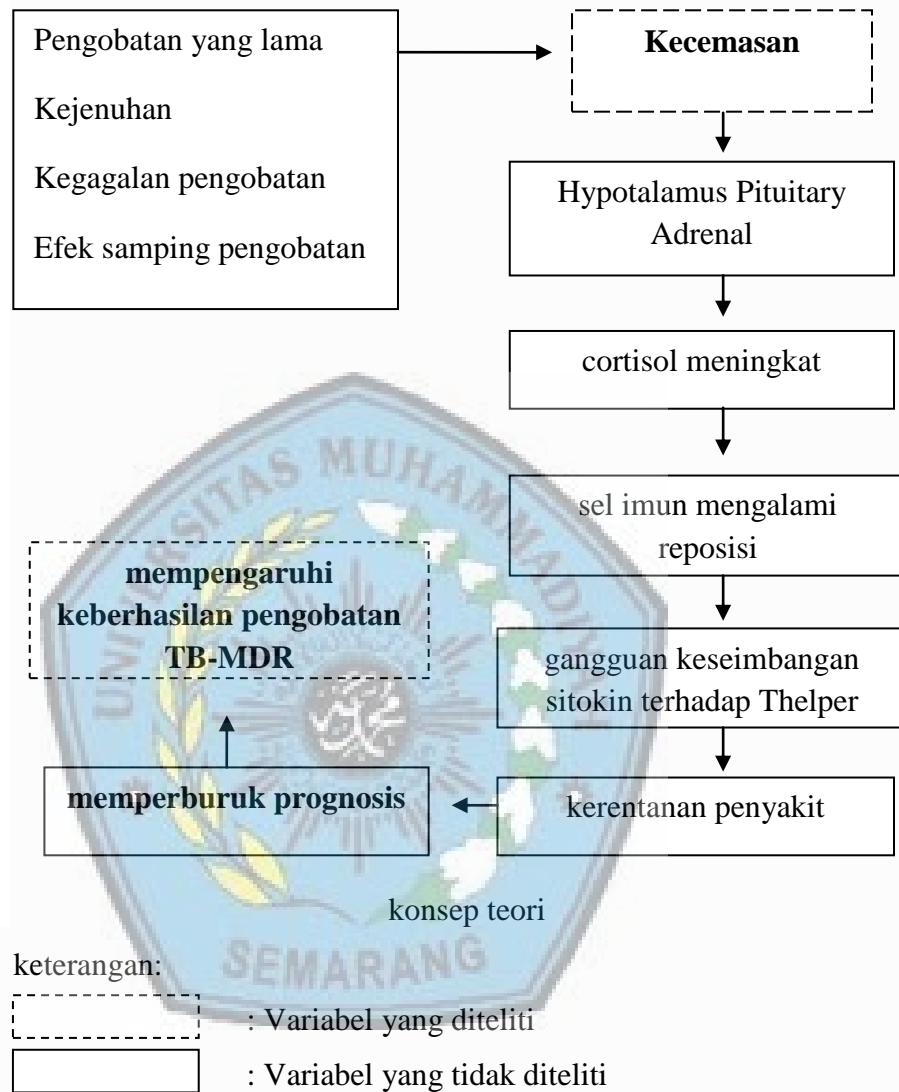 Pengobatan yang lama
Kejenuhan
Kegagalan pengobatan
Efek samping pengobatan
Kecemasan
Hypotalamus Pituitary
Adrenal
cortisol meningkat
sel imun mengalami
reposisi
gangguan keseimbangan
sitokin terhadap Thelper
kerentanan penyakit
memperburuk prognosis
mempengaruhi
keberhasilan pengobatan
TB-MDR
konsep teori
keterangan:
: Variabel yang diteliti
: Variabel yang tidak diteliti
UNIVERSITAS MUHAMMADIYAH
SEMARANG